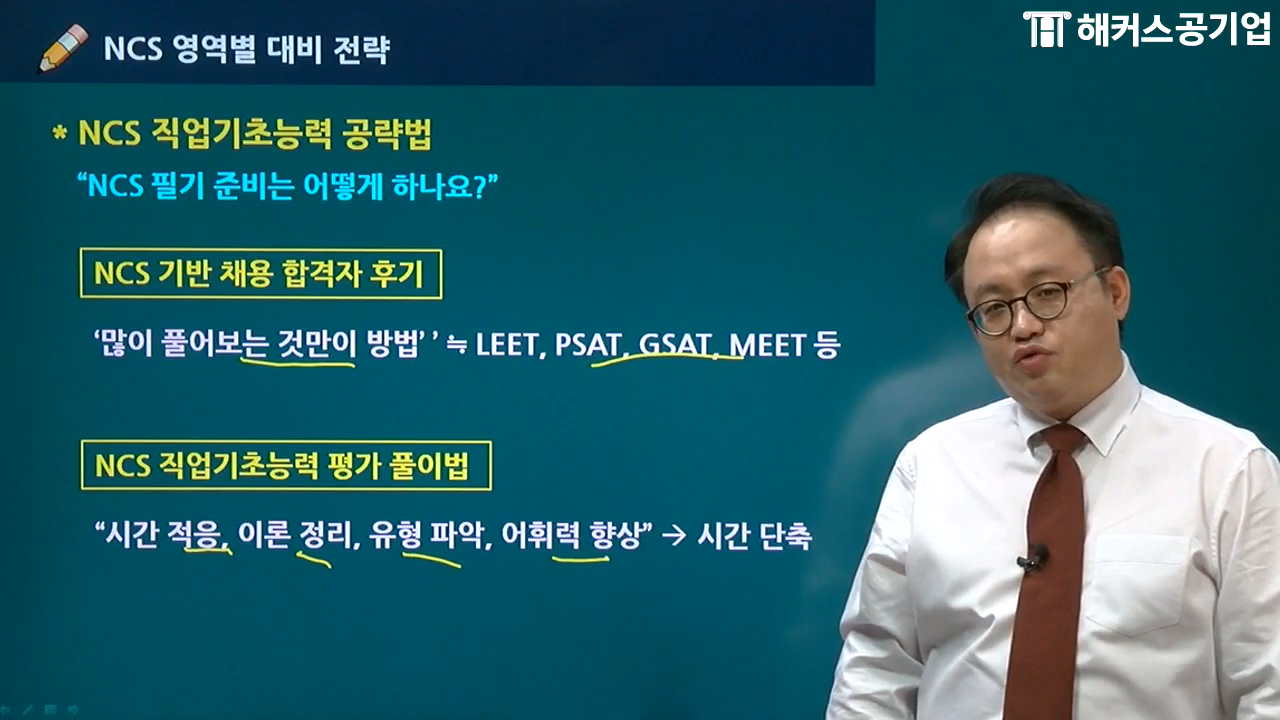 NCS 영역별 대비 전략
해커스공기업
* NCS 직업기초능력 공략법
“NCS 필기 준비는 어떻게 하나요?”
NCS 기반 채용 합격자 후기
‘많이 풀어보는 것만이 방법’ ’ ≒ LEET, PSAT, GSAT, MEET 등
NCS 직업기초능력 평가 풀이법
“시간 적응, 이론 정리, 유형 파악, 어휘력 향상” → 시간 단축